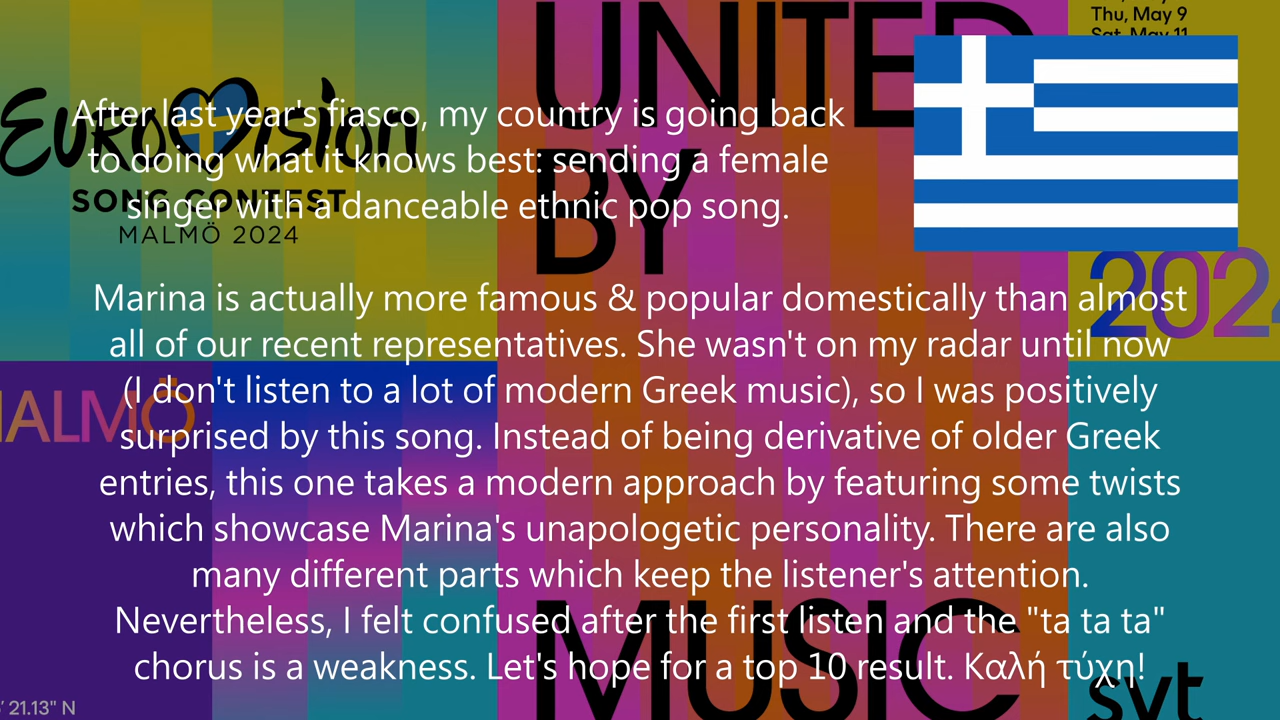 Thu, May 9
Sat, May 11
UNITED
BY
MUSIC
EUROVISION
SONG CONTEST
MALMÖ 2024
2024
MALMÖ
svt
' 21.13" N
After last year's fiasco, my country is going back
to doing what it knows best: sending a female
singer with a danceable ethnic pop song.
Marina is actually more famous & popular domestically than almost
all of our recent representatives. She wasn't on my radar until now
(I don't listen to a lot of modern Greek music), so I was positively
surprised by this song. Instead of being derivative of older Greek
entries, this one takes a modern approach by featuring some twists
which showcase Marina's unapologetic personality. There are also
many different parts which keep the listener's attention.
Nevertheless, I felt confused after the first listen and the "ta ta ta"
chorus is a weakness. Let's hope for a top 10 result. Καλή τύχη!